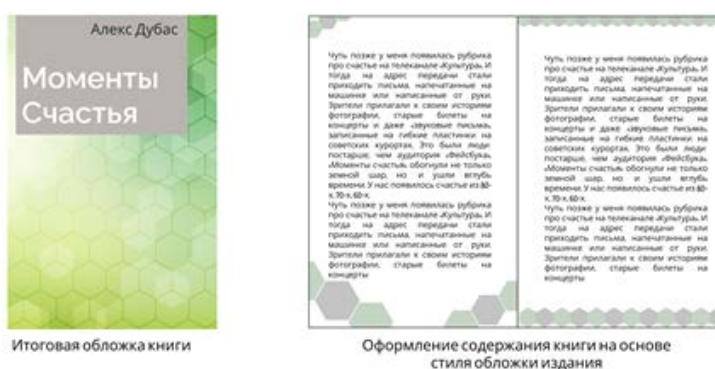 Алекс Дубас
Моменты
Счастья
Итоговая обложка книги
Чуть позже у меня появилась рубрика
про счастье на телеканале «Культура». И
тогда на адрес передачи стали
приходить письма, напечатанные на
машинке или написанные от руки.
Зрители прилагали к своим историям
фотографии, старые билеты на
концерты и даже «звуковые письма»,
записанные на гибкие пластинки на
советских курортах. Это были люди
постарше, чем аудитория «Фейсбука».
«Моменты счастья» обогнули не только
земной шар, но и ушли вглубь
времени. У нас появилось счастье из 80-
х, 70-х, 60-х.
Чуть позже у меня появилась рубрика
про счастье на телеканале «Культура». И
тогда на адрес передачи стали
приходить письма, напечатанные на
машинке или написанные от руки.
Зрители прилагали к своим историям
фотографии, старые билеты на
концерты
Чуть позже у меня появилась рубрика
про счастье на телеканале «Культура». И
тогда на адрес передачи стали
приходить письма, напечатанные на
машинке или написанные от руки.
Зрители прилагали к своим историям
фотографии, старые билеты на
концерты и даже «звуковые письма»,
записанные на гибкие пластинки на
советских курортах. Это были люди
постарше, чем аудитория «Фейсбука».
«Моменты счастья» обогнули не только
земной шар, но и ушли вглубь
времени. У нас появилось счастье из 80-
х, 70-х, 60-х.
Чуть позже у меня появилась рубрика
про счастье на телеканале «Культура». И
тогда на адрес передачи стали
приходить письма, напечатанные на
машинке или написанные от руки.
Зрители прилагали к своим историям
фотографии, старые билеты на
концерты
Оформление содержания книги на основе
стиля обложки издания